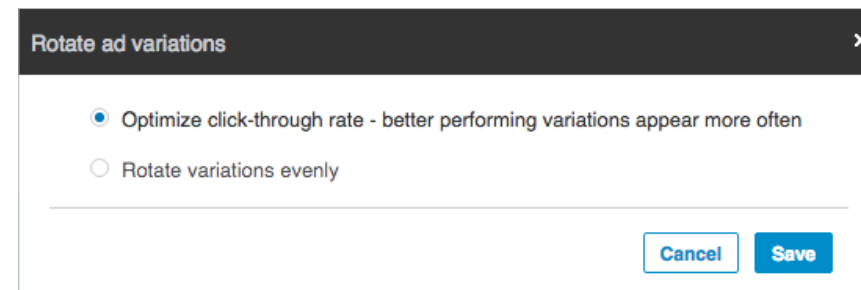 Rotate ad variations
Optimize click-through rate - better performing variations appear more often
Rotate variations evenly
Cancel Save